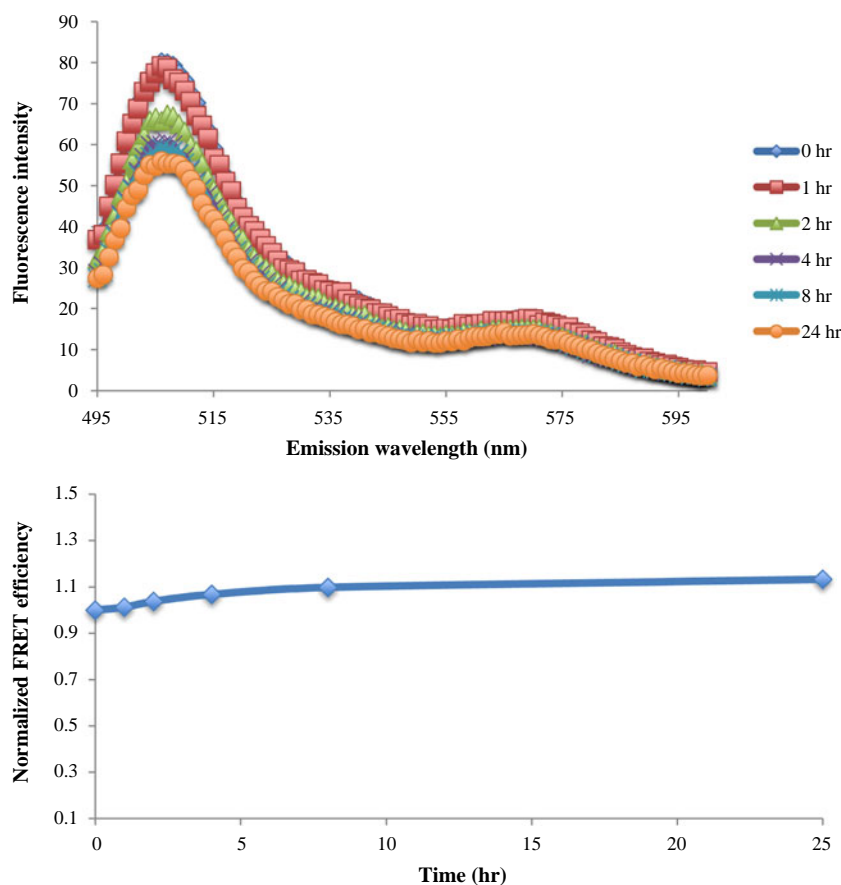 90
80
70
60
50
40
30
20
10
0
Fluorescence intensity
495 515 535 555 575 595
Emission wavelength (nm)
0 hr
1 hr
2 hr
4 hr
8 hr
24 hr
1.5
1.3
1.1
0.9
0.7
0.5
0.3
0.1
Normalized FRET efficiency
0 5 10 15 20 25
Time (hr)